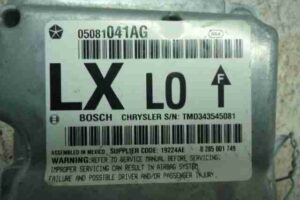 05081041AG
LX LO F
BOSCH CHRYSLER S/N: TM0343545081
ASSEMBLED IN MEXICO. SUPPLIER CODE: 19224AE 0 285 001 749
WARNING: REFER TO SERVICE MANUAL BEFORE SERVICING.
IMPROPER SERVICING CAN RESULT IN AIRBAG SYSTEM
FAILURE AND POSSIBLE DRIVER AND/OR PASSENGER INJURY.